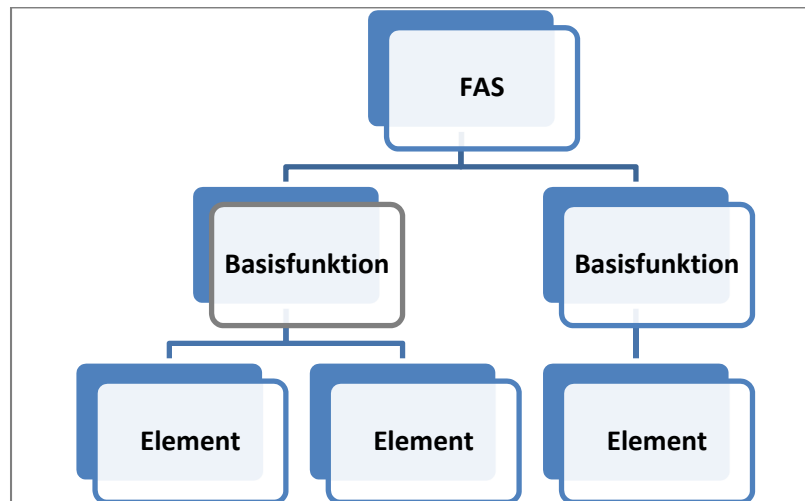 FAS
Basisfunktion
Basisfunktion
Element
Element
Element